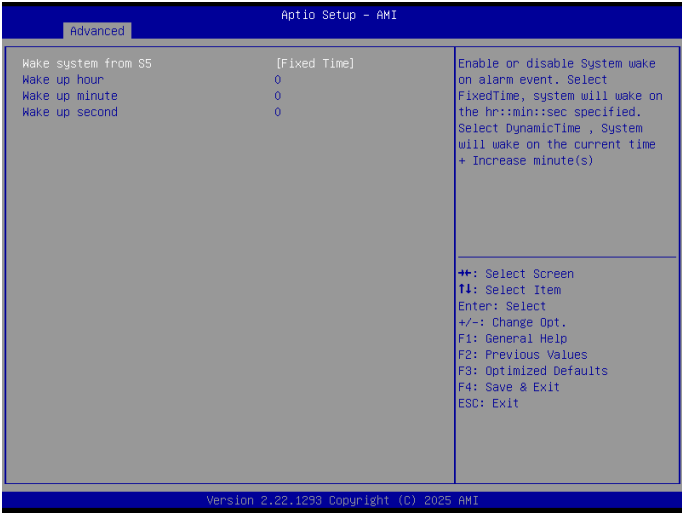 Aptio Setup - AMI
Advanced
Wake system from S5 [Fixed Time]
Wake up hour 0
Wake up minute 0
Wake up second 0
Enable or disable System wake
on alarm event. Select
FixedTime, system will wake on
the hr::min::sec specified.
Select DynamicTime , System
will wake on the current time
+ Increase minute(s)
→←: Select Screen
↑↓: Select Item
Enter: Select
+/-: Change Opt.
F1: General Help
F2: Previous Values
F3: Optimized Defaults
F4: Save & Exit
ESC: Exit
Version 2.22.1293 Copyright (C) 2025 AMI